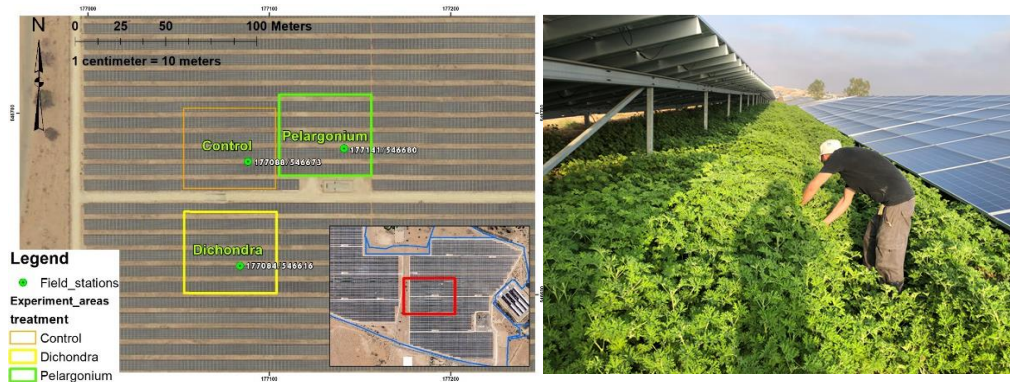 177000
177100
177200
N
0 25 50 100 Meters
1 centimeter = 10 meters
Control
Pelargonium
177088/546673
177141/546680
Dichondra
177084/546616
Legend
Field_stations
Experiment_areas
treatment
Control
Dichondra
Pelargonium
177100
177200